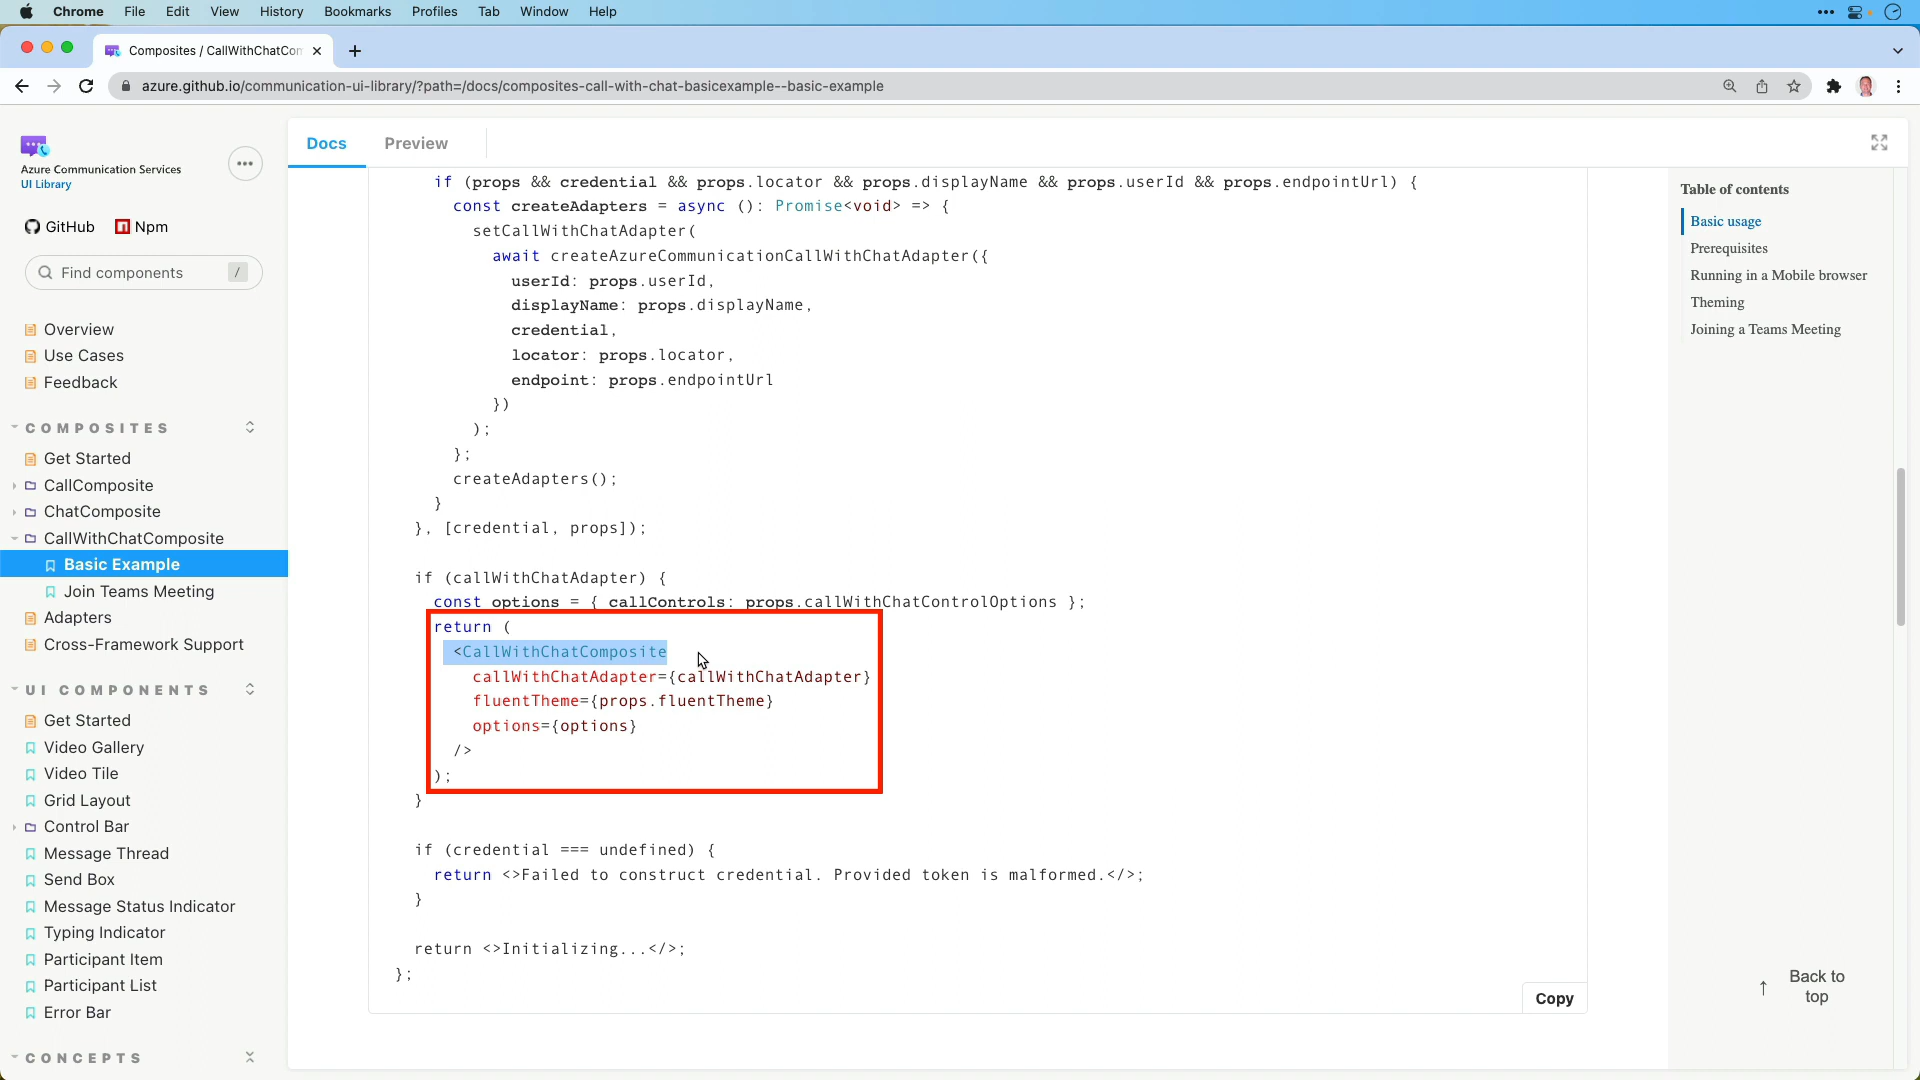 Chrome File Edit View History Bookmarks Profiles Tab Window Help
Composites / CallWithChatCom
azure.github.io/communication-ui-library/?path=/docs/composites-call-with-chat-basicexample--basic-example
Azure Communication Services
UI Library
GitHub Npm
Find components /
Overview
Use Cases
Feedback
COMPOSITES
Get Started
CallComposite
ChatComposite
CallWithChatComposite
Basic Example
Join Teams Meeting
Adapters
Cross-Framework Support
UI COMPONENTS
Get Started
Video Gallery
Video Tile
Grid Layout
Control Bar
Message Thread
Send Box
Message Status Indicator
Typing Indicator
Participant Item
Participant List
Error Bar
CONCEPTS
Docs Preview
if (props && credential && props.locator && props.displayName && props.userId && props.endpointUrl) {
const createAdapters = async (): Promise<void> => {
setCallWithChatAdapter(
await createAzureCommunicationCallWithChatAdapter({
userId: props.userId,
displayName: props.displayName,
credential,
locator: props.locator,
endpoint: props.endpointUrl
})
);
};
createAdapters();
}
}, [credential, props]);
if (callWithChatAdapter) {
const options = { callControls: props.callWithChatControlOptions };
return (
<CallWithChatComposite
callWithChatAdapter={callWithChatAdapter}
fluentTheme={props.fluentTheme}
options={options}
/>
);
}
if (credential === undefined) {
return <>Failed to construct credential. Provided token is malformed.</>;
}
return <>Initializing...</>;
};
Copy
Table of contents
Basic usage
Prerequisites
Running in a Mobile browser
Theming
Joining a Teams Meeting
↑ Back to
top